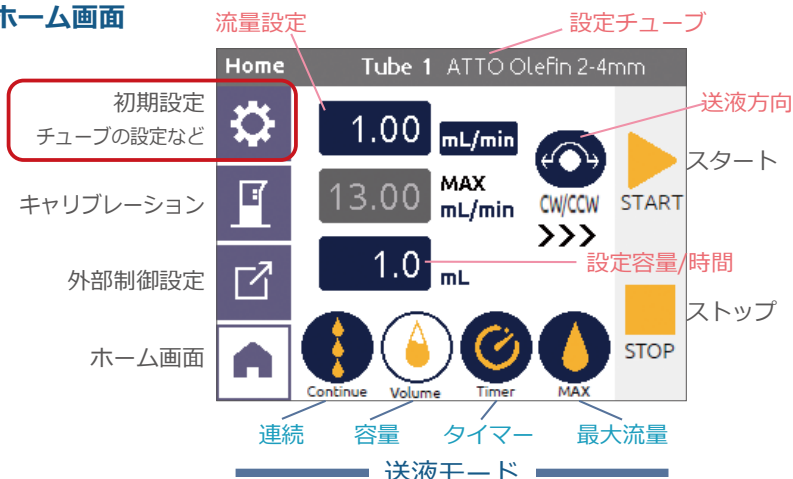 ホーム画面
流量設定
設定チューブ
Home
Tube 1 ATTO Olefin 2-4mm
初期設定
チューブの設定など
送液方向
1.00 mL/min
スタート
キャリブレーション
13.00 MAX mL/min
CW/CCW
START
>>>
外部制御設定
1.0 mL
設定容量/時間
ストップ
ホーム画面
STOP
Continue
Volume
Timer
MAX
連続
容量
タイマー
最大流量
送液モード